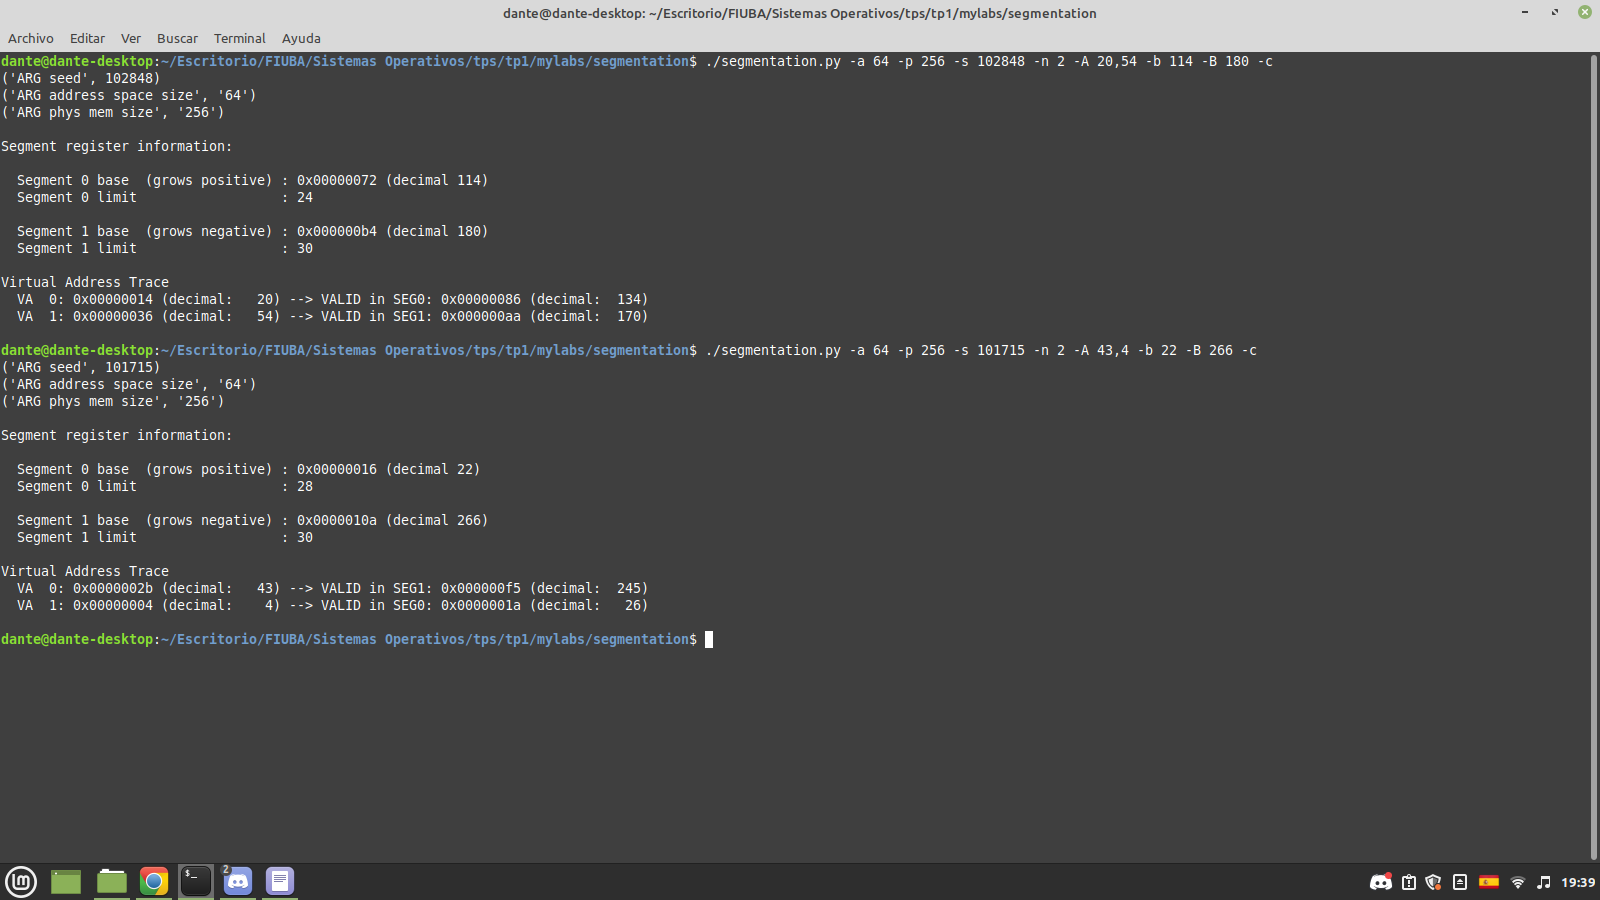 dante@dante-desktop: ~/Escritorio/FIUBA/Sistemas Operativos/tps/tp1/mylabs/segmentation
Archivo Editar Ver Buscar Terminal Ayuda
dante@dante-desktop:~/Escritorio/FIUBA/Sistemas Operativos/tps/tp1/mylabs/segmentation$ ./segmentation.py -a 64 -p 256 -s 102848 -n 2 -A 20,54 -b 114 -B 180 -c
('ARG seed', 102848)
('ARG address space size', '64')
('ARG phys mem size', '256')
Segment register information:
Segment 0 base  (grows positive) : 0x00000072 (decimal 114)
Segment 0 limit                  : 24
Segment 1 base  (grows negative) : 0x000000b4 (decimal 180)
Segment 1 limit                  : 30
Virtual Address Trace
VA  0: 0x00000014 (decimal:   20) --> VALID in SEG0: 0x00000086 (decimal:  134)
VA  1: 0x00000036 (decimal:   54) --> VALID in SEG1: 0x000000aa (decimal:  170)
dante@dante-desktop:~/Escritorio/FIUBA/Sistemas Operativos/tps/tp1/mylabs/segmentation$ ./segmentation.py -a 64 -p 256 -s 101715 -n 2 -A 43,4 -b 22 -B 266 -c
('ARG seed', 101715)
('ARG address space size', '64')
('ARG phys mem size', '256')
Segment register information:
Segment 0 base  (grows positive) : 0x00000016 (decimal 22)
Segment 0 limit                  : 28
Segment 1 base  (grows negative) : 0x0000010a (decimal 266)
Segment 1 limit                  : 30
Virtual Address Trace
VA  0: 0x0000002b (decimal:   43) --> VALID in SEG1: 0x000000f5 (decimal:  245)
VA  1: 0x00000004 (decimal:    4) --> VALID in SEG0: 0x0000001a (decimal:   26)
dante@dante-desktop:~/Escritorio/FIUBA/Sistemas Operativos/tps/tp1/mylabs/segmentation$
$_
2
19:39